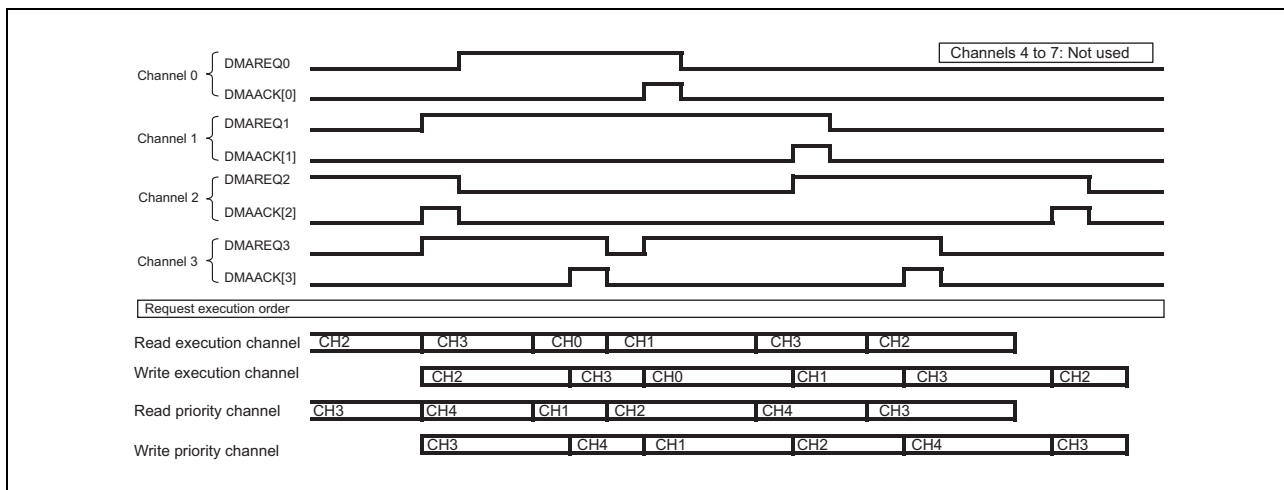 Channels 4 to 7: Not used
Channel 0
DMAREQ0
DMAACK[0]
Channel 1
DMAREQ1
DMAACK[1]
Channel 2
DMAREQ2
DMAACK[2]
Channel 3
DMAREQ3
DMAACK[3]
Request execution order
Read execution channel CH2 CH3 CH0 CH1 CH3 CH2
Write execution channel CH2 CH3 CH0 CH1 CH3 CH2
Read priority channel CH3 CH4 CH1 CH2 CH4 CH3
Write priority channel CH3 CH4 CH1 CH2 CH4 CH3